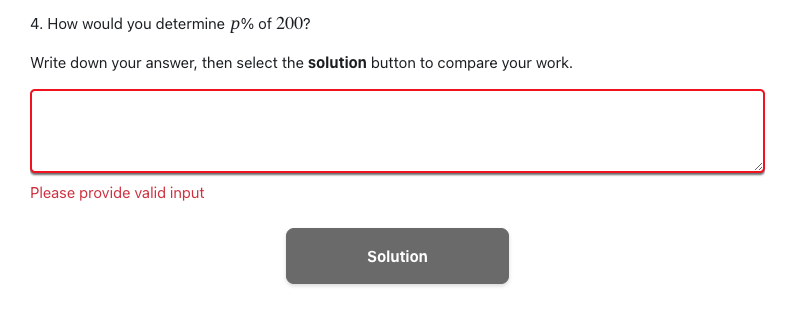 4. How would you determine p% of 200?
Write down your answer, then select the solution button to compare your work.
Please provide valid input
Solution